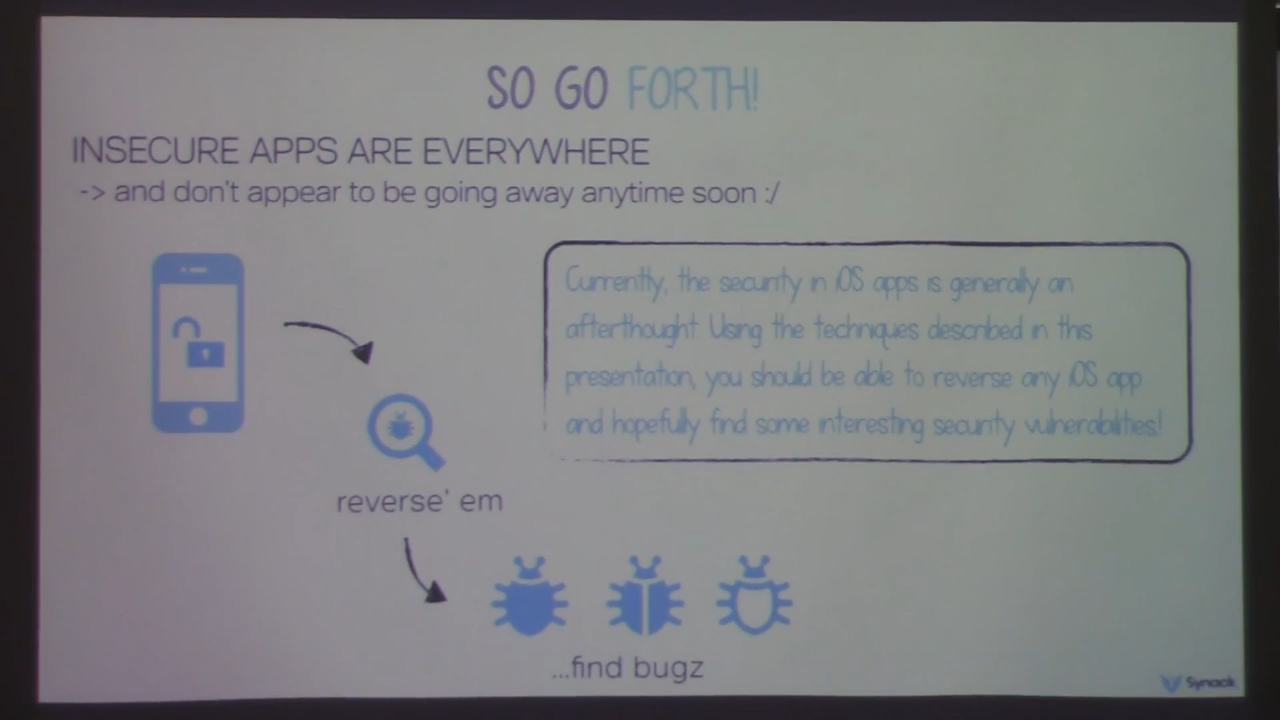 SO GO FORTH!
INSECURE APPS ARE EVERYWHERE
-> and don't appear to be going away anytime soon :/
Currently, the security in iOS apps is generally an
afterthought. Using the techniques described in this
presentation, you should be able to reverse any iOS app
and hopefully find some interesting security vulnerabilities!
reverse' em
...find bugz
Synack